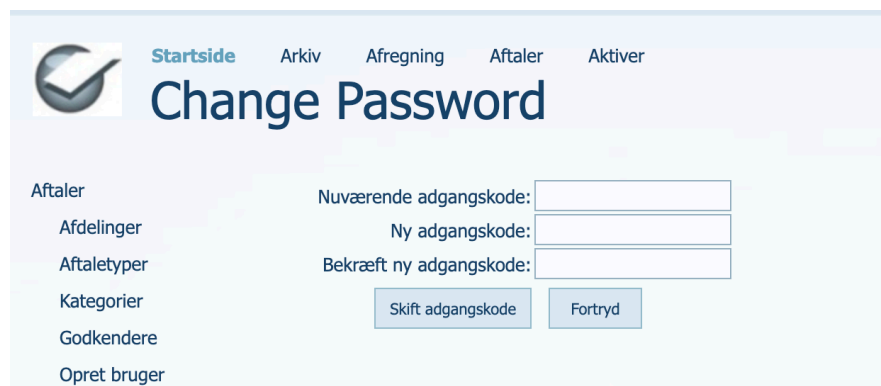 Startside Arkiv Afregning Aftaler Aktiver
Change Password
Aftaler
Afdelinger
Aftaletyper
Kategorier
Godkendere
Opret bruger
Nuværende adgangskode:
Ny adgangskode:
Bekræft ny adgangskode:
Skift adgangskode Fortryd